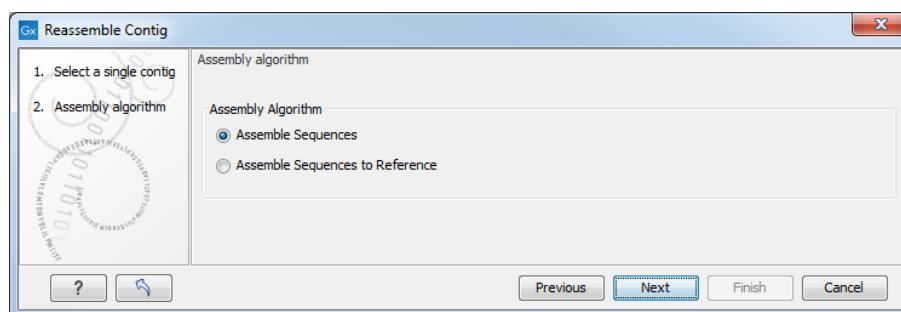 Gx Reassemble Contig
1. Select a single contig
2. Assembly algorithm
Assembly algorithm
Assembly Algorithm
Assemble Sequences
Assemble Sequences to Reference
?
Previous
Next
Finish
Cancel